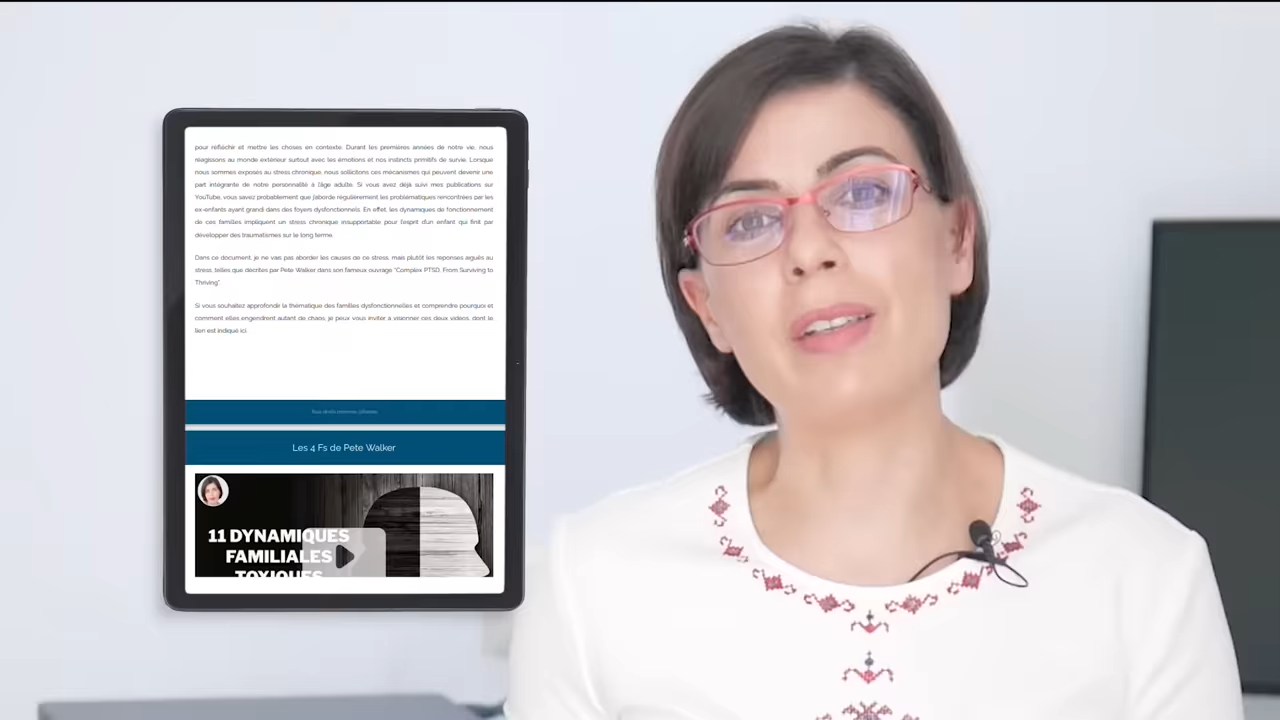 pour réfléchir et mettre les choses en contexte. Durant les premières années de notre vie, nous
réagissons au monde extérieur surtout avec les émotions et nos instincts primitifs de survie. Lorsque
nous sommes exposés au stress chronique, nous sollicitons ces mécanismes qui peuvent devenir une
part intégrante de notre personnalité à l'âge adulte. Si vous avez déjà suivi mes publications sur
YouTube, vous savez probablement que j'aborde régulièrement les problématiques rencontrées par les
ex-enfants ayant grandi dans des foyers dysfonctionnels. En effet, les dynamiques de fonctionnement
de ces familles impliquent un stress chronique insupportable pour l'esprit d'un enfant qui finit par
développer des traumatismes sur le long terme.
Dans ce document, je ne vais pas aborder les causes de ce stress, mais plutôt les réponses argués au
stress, telles que décrites par Pete Walker dans son fameux ouvrage "Complex PTSD, From Surviving to
Thriving".
Si vous souhaitez approfondir la thématique des familles dysfonctionnelles et comprendre pourquoi et
comment elles engendrent autant de chaos, je peux vous inviter à visionner ces deux vidéos, dont le
lien est indiqué ici.
Les 4 Fs de Pete Walker
11 DYNAMIQUES
FAMILIALES
TOXIQUES